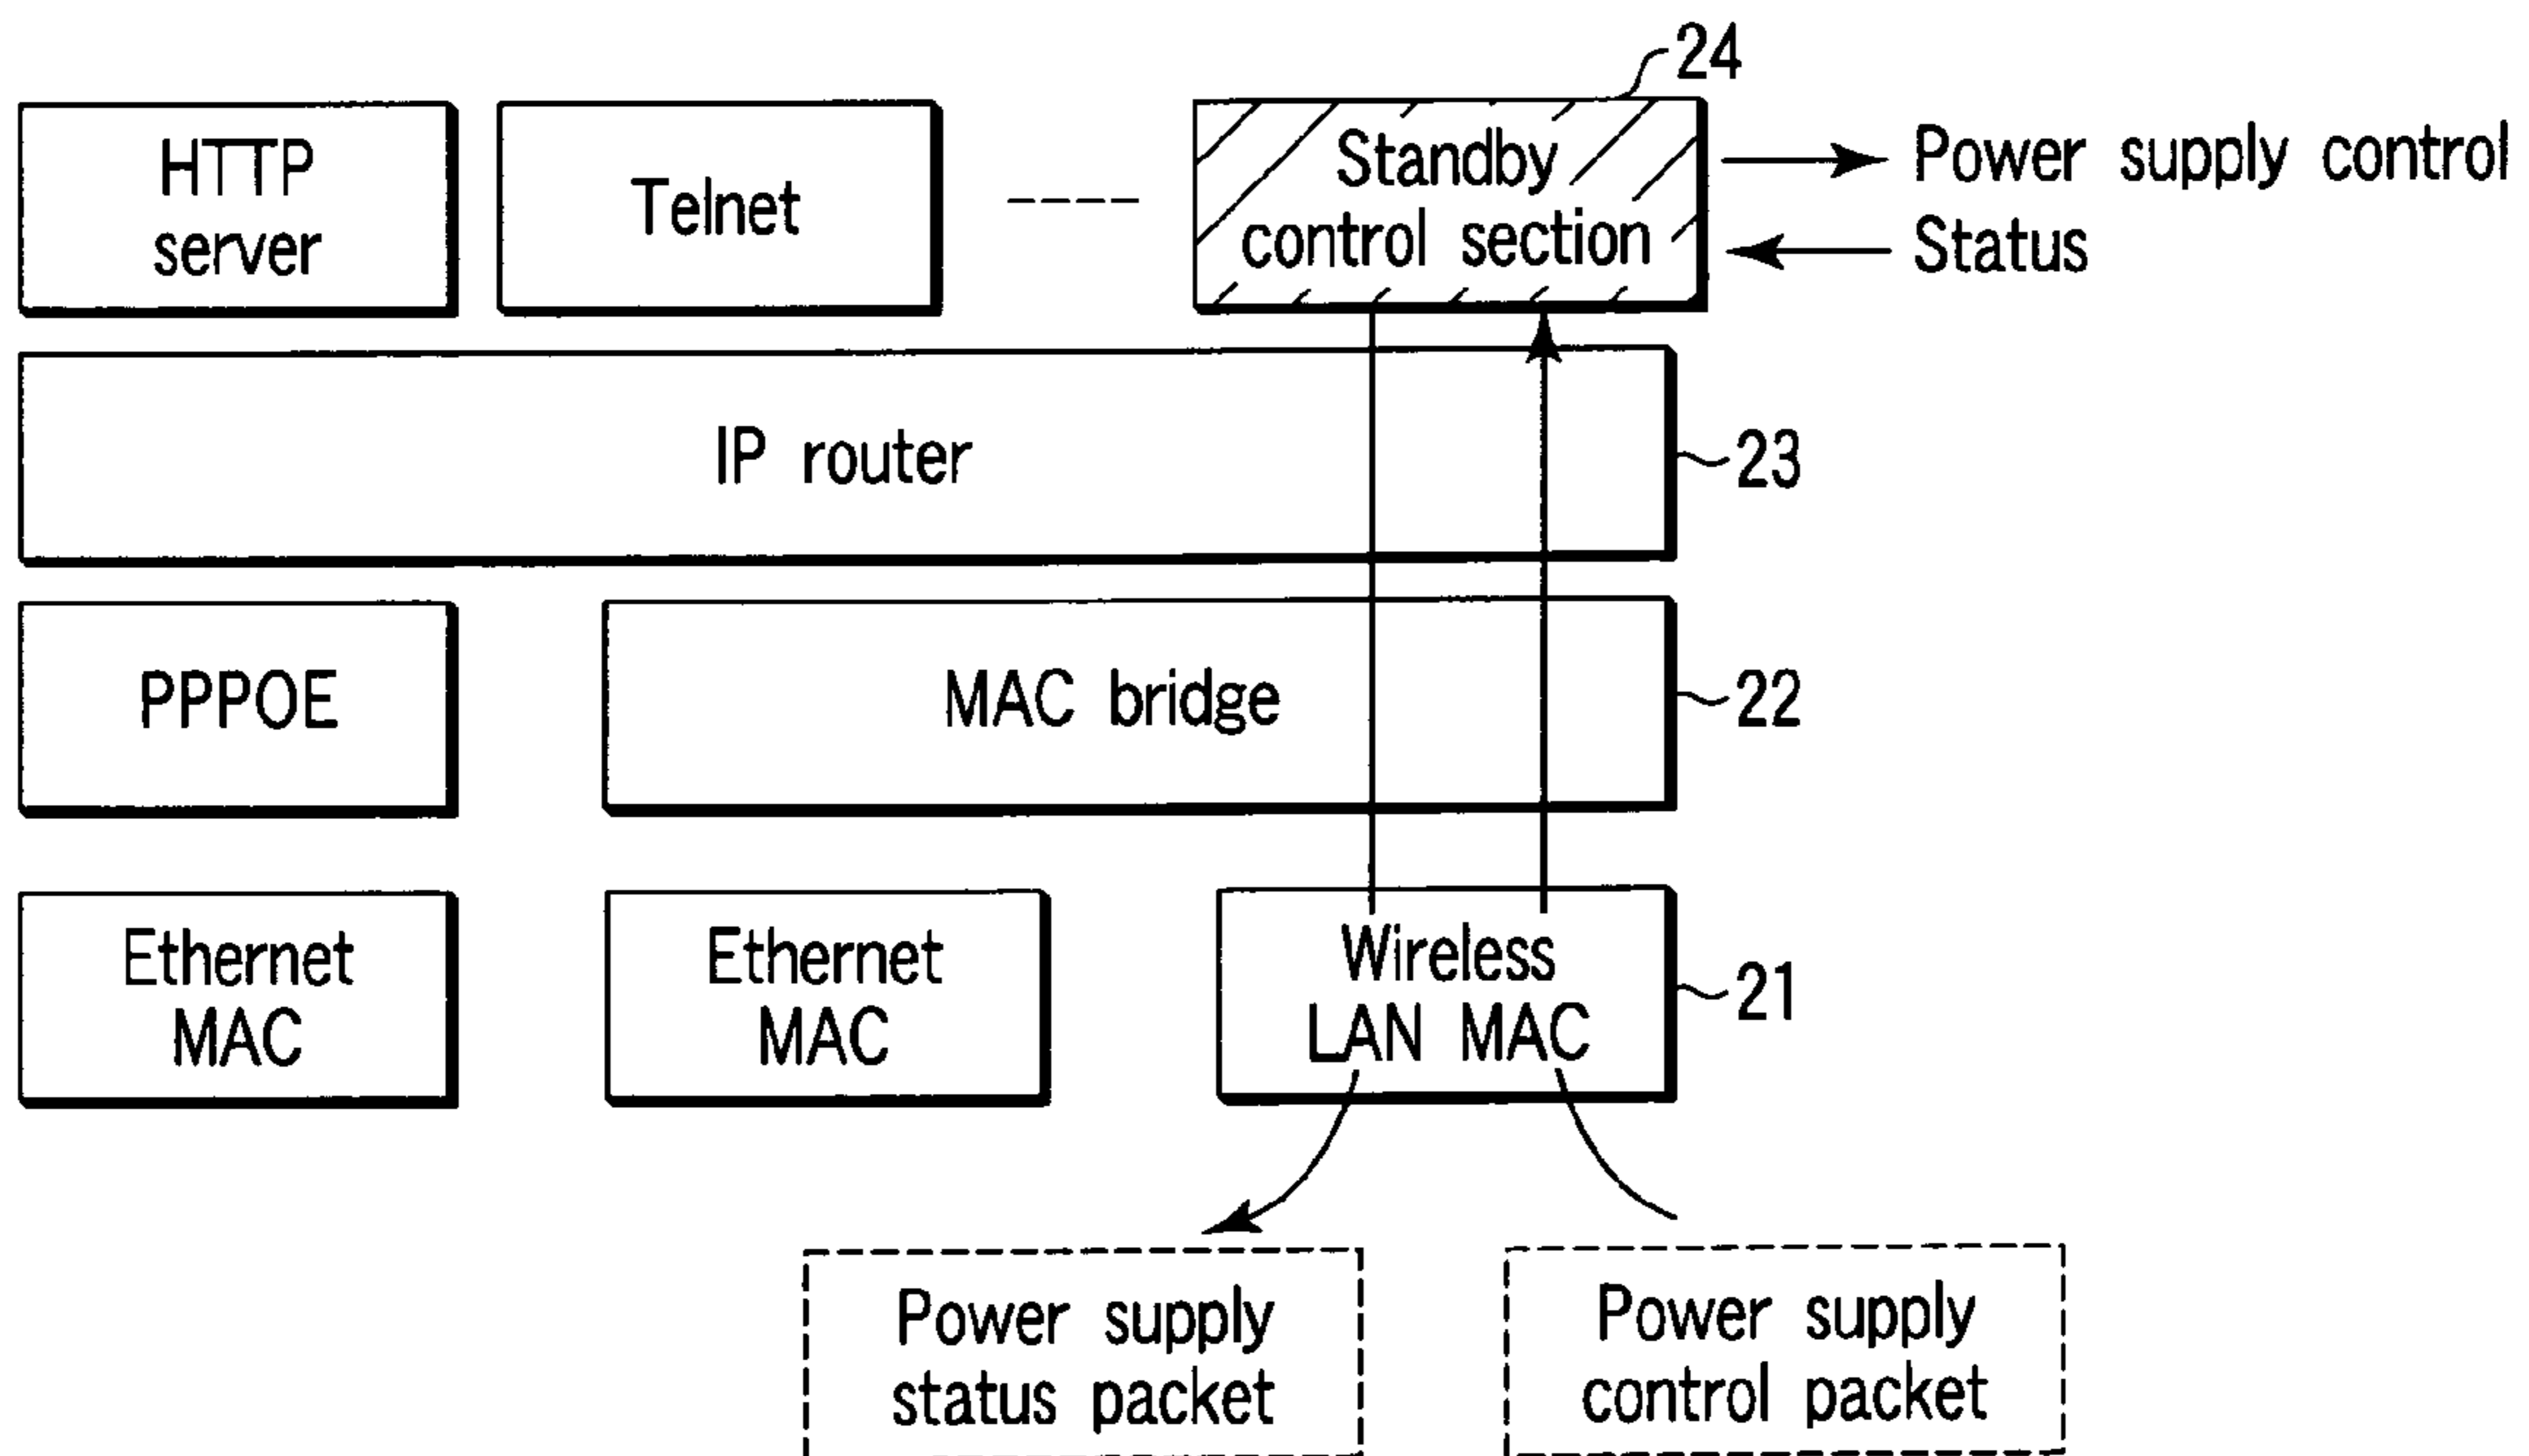 24
HTTP
server
Telnet
Standby
control section
Power supply control
Status
IP router
23
PPPOE
MAC bridge
22
Ethernet
MAC
Ethernet
MAC
Wireless
LAN MAC
21
Power supply
status packet
Power supply
control packet